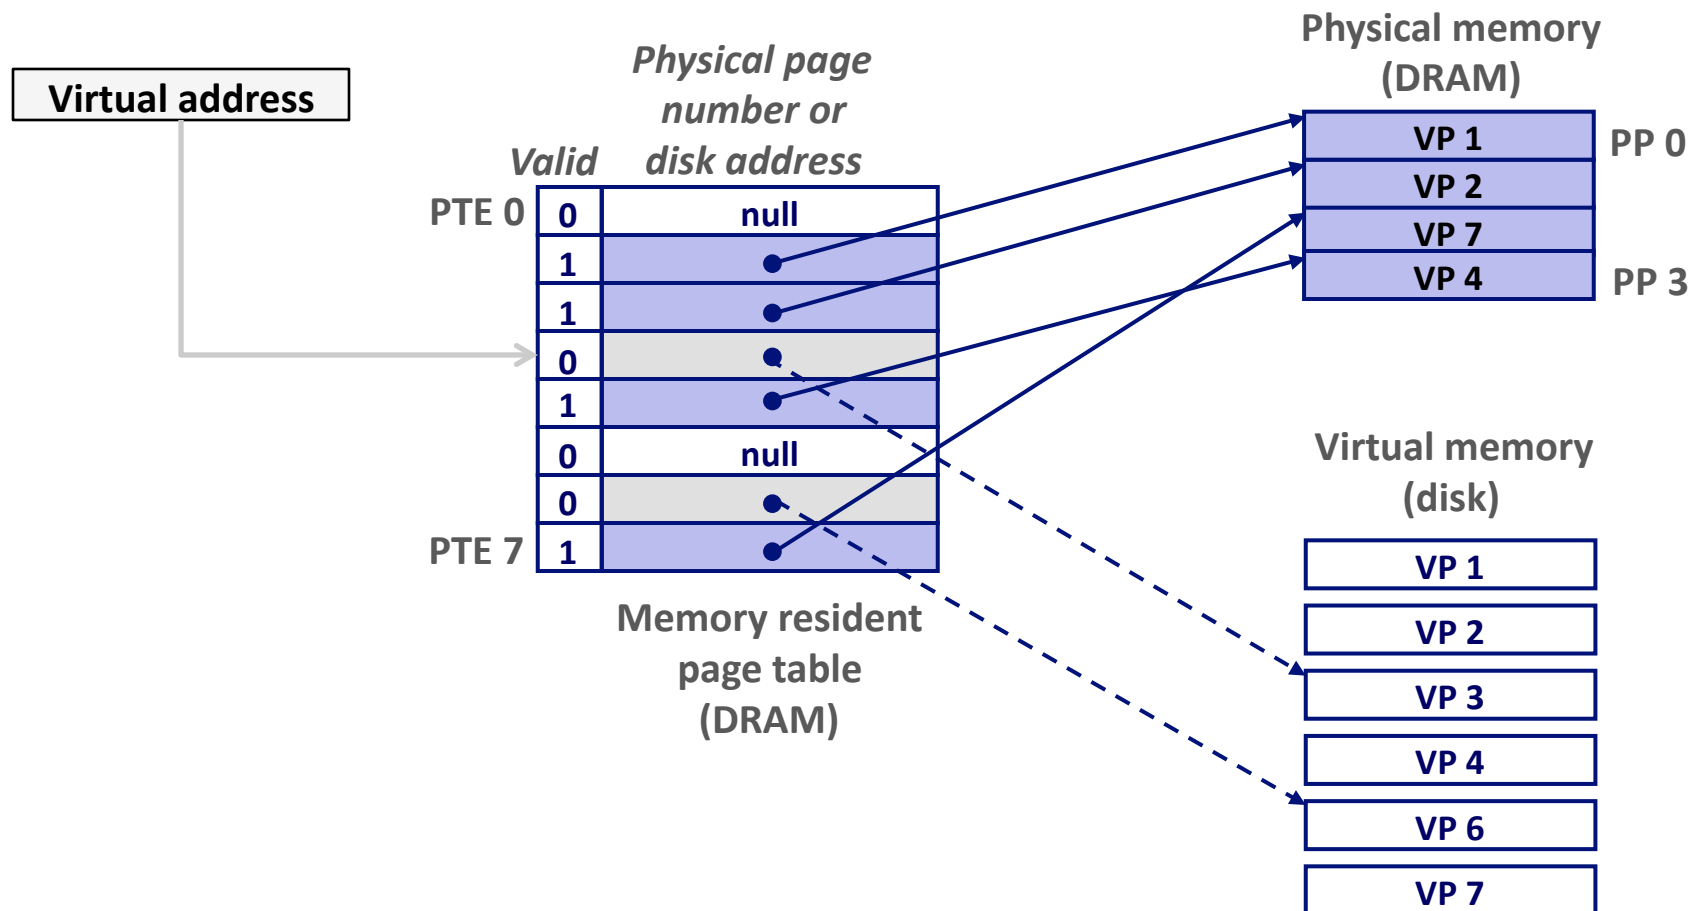 Virtual address
Physical page
number or
disk address
Valid
PTE 0
0
null
1
1
0
1
0
null
0
PTE 7
1
Memory resident
page table
(DRAM)
Physical memory
(DRAM)
VP 1
PP 0
VP 2
VP 7
VP 4
PP 3
Virtual memory
(disk)
VP 1
VP 2
VP 3
VP 4
VP 6
VP 7